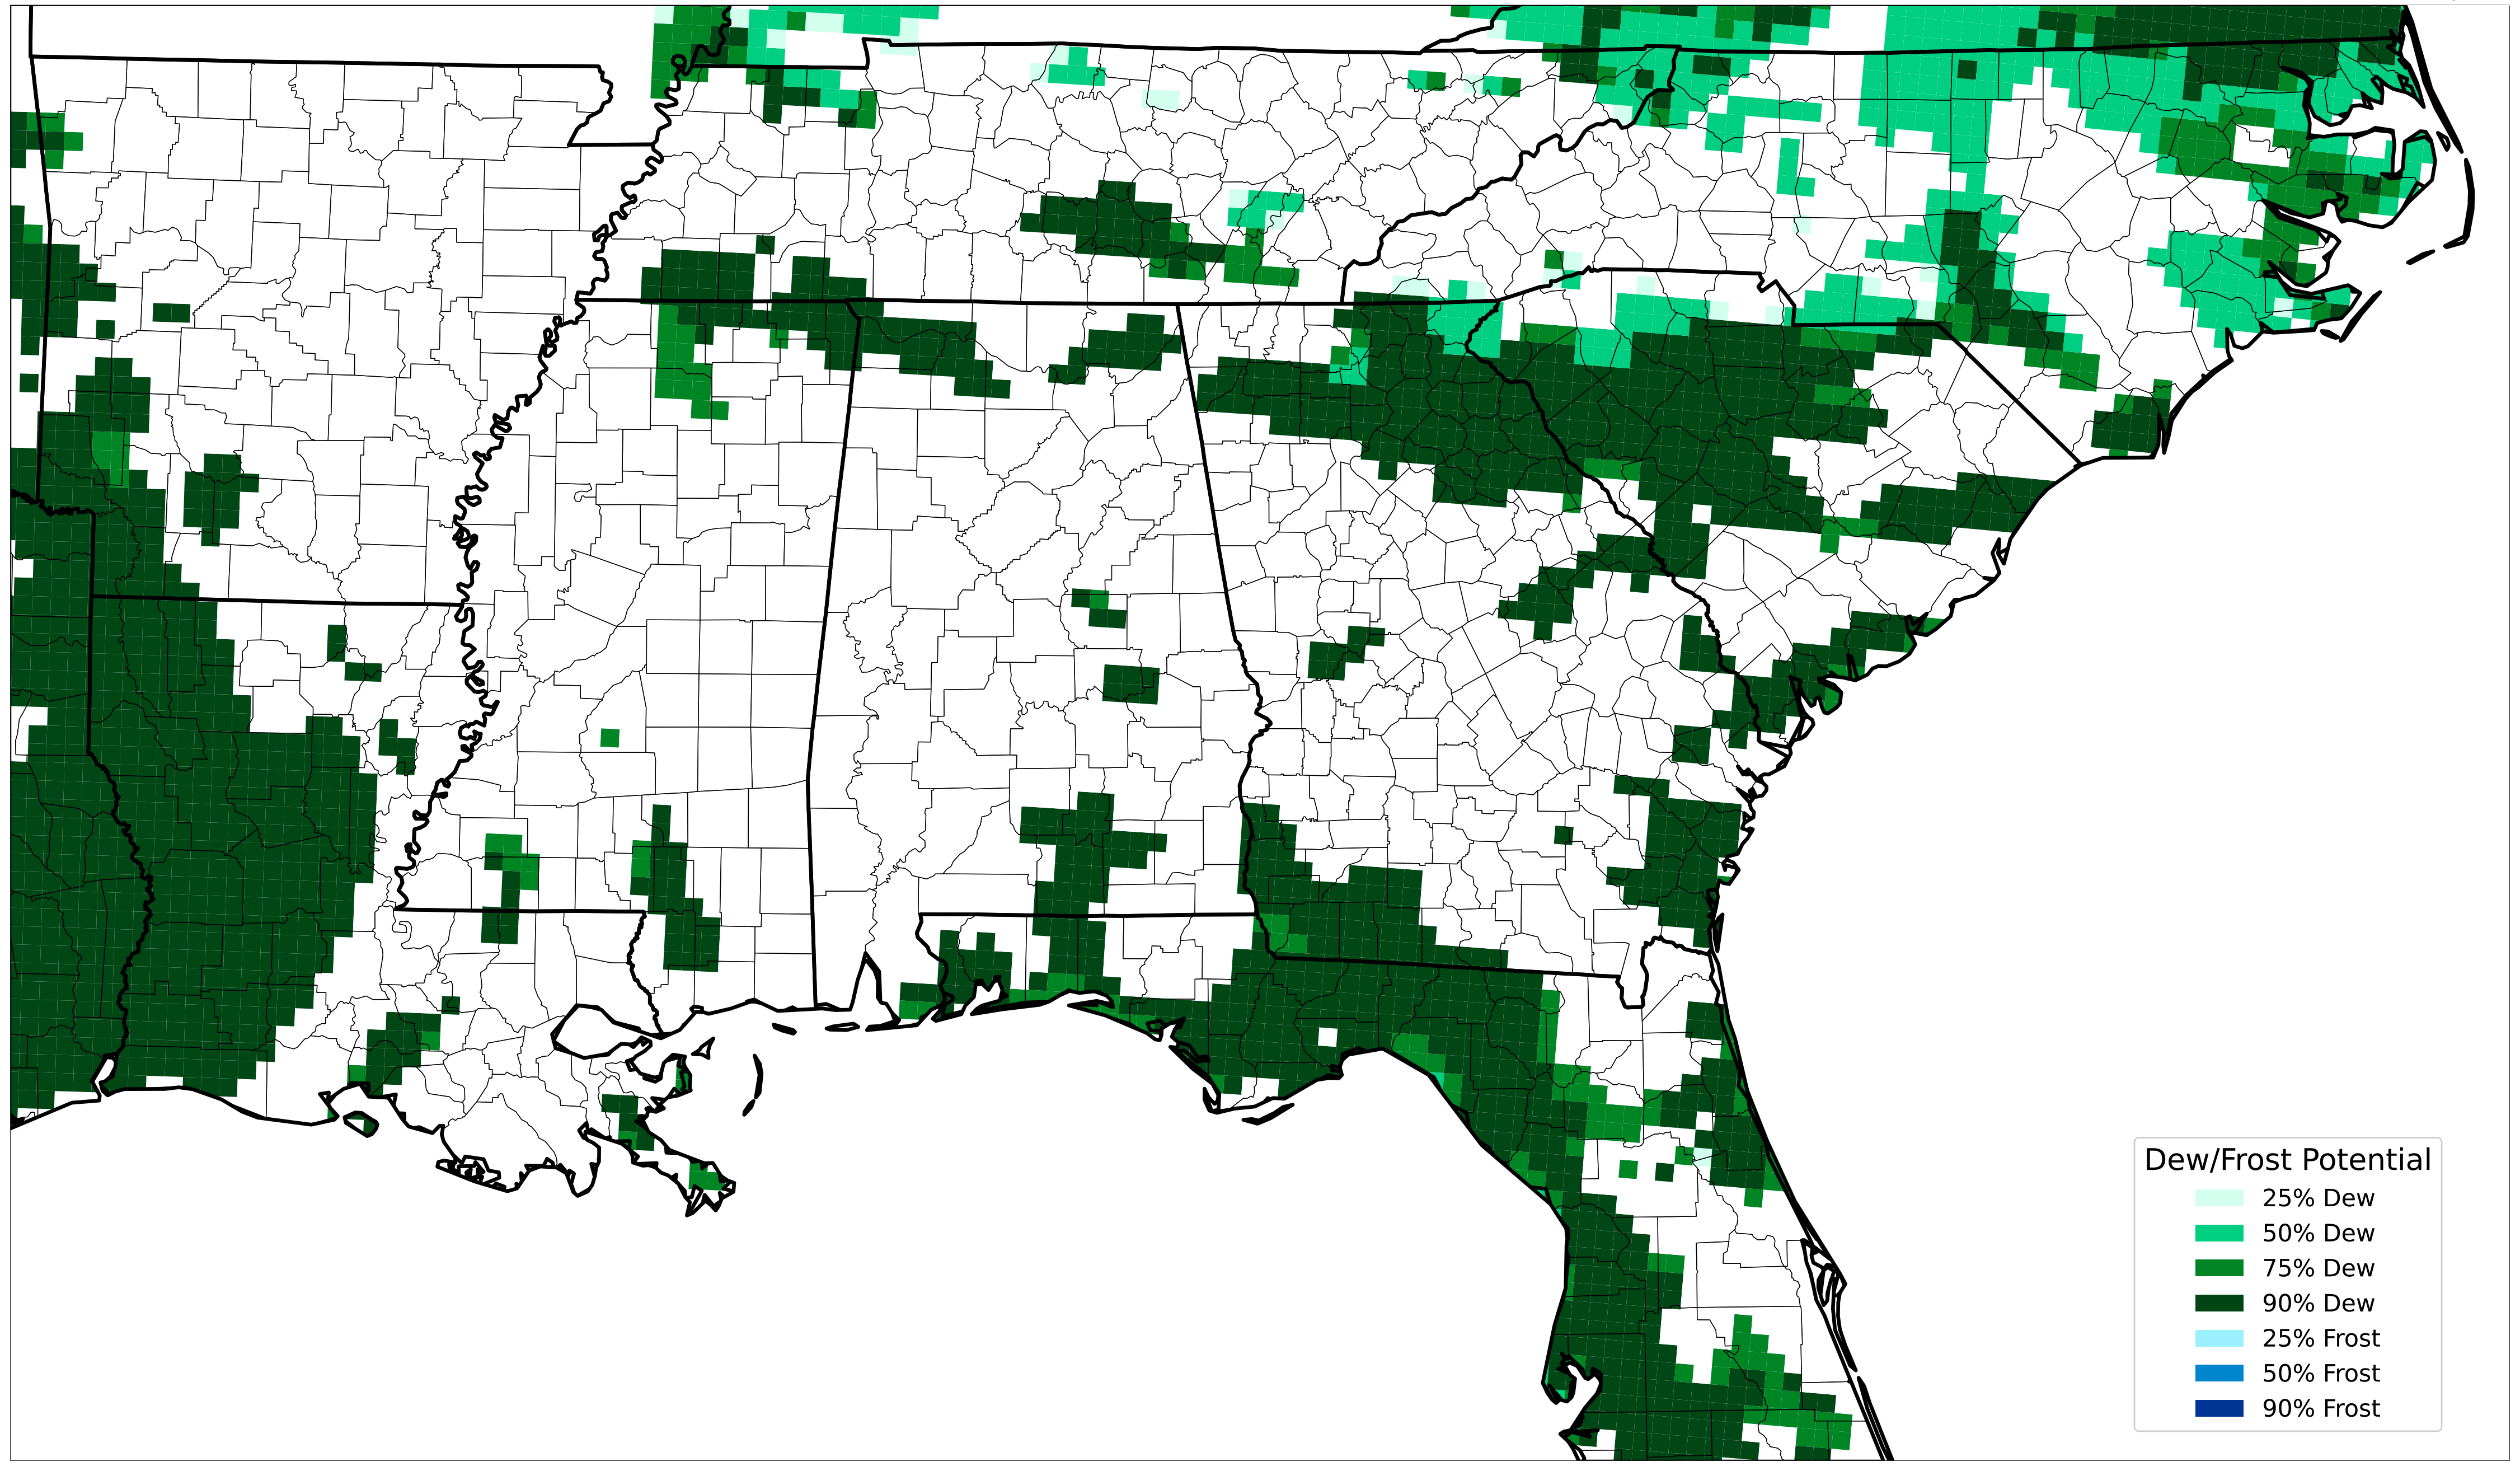 Dew/Frost Potential
25% Dew
50% Dew
75% Dew
90% Dew
25% Frost
50% Frost
90% Frost